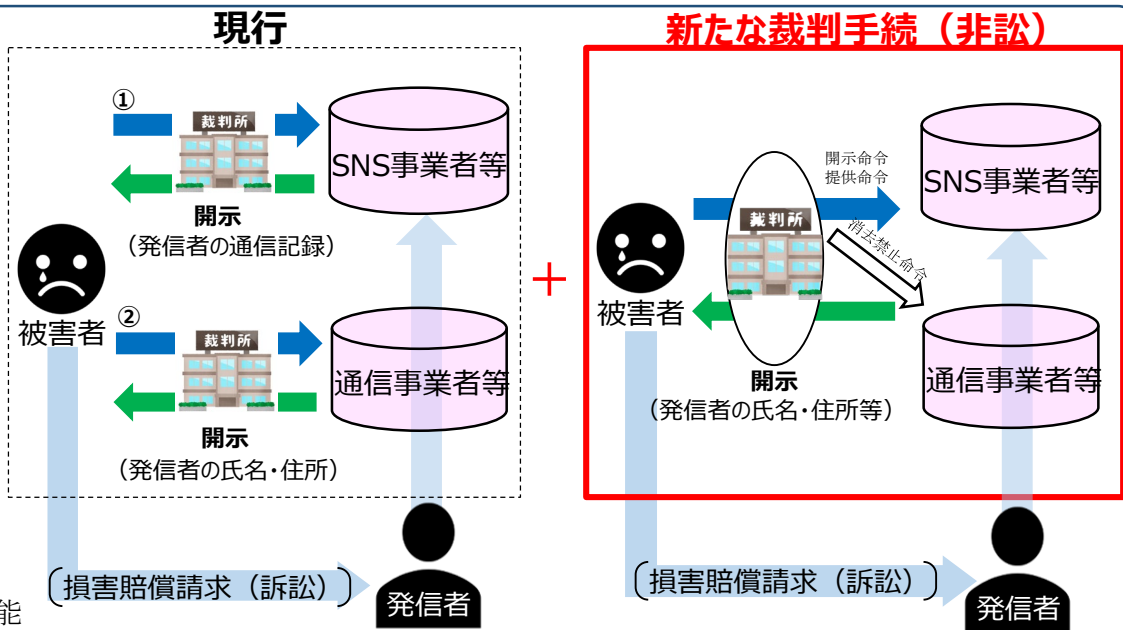 現行
①
裁判所
SNS事業者等
開示
（発信者の通信記録）
被害者
②
裁判所
通信事業者等
開示
（発信者の氏名・住所）
損害賠償請求（訴訟）
発信者
能
＋
新たな裁判手続（非訟）
開示命令
提供命令
SNS事業者等
裁判所
消去禁止命令
被害者
通信事業者等
開示
（発信者の氏名・住所等）
損害賠償請求（訴訟）
発信者